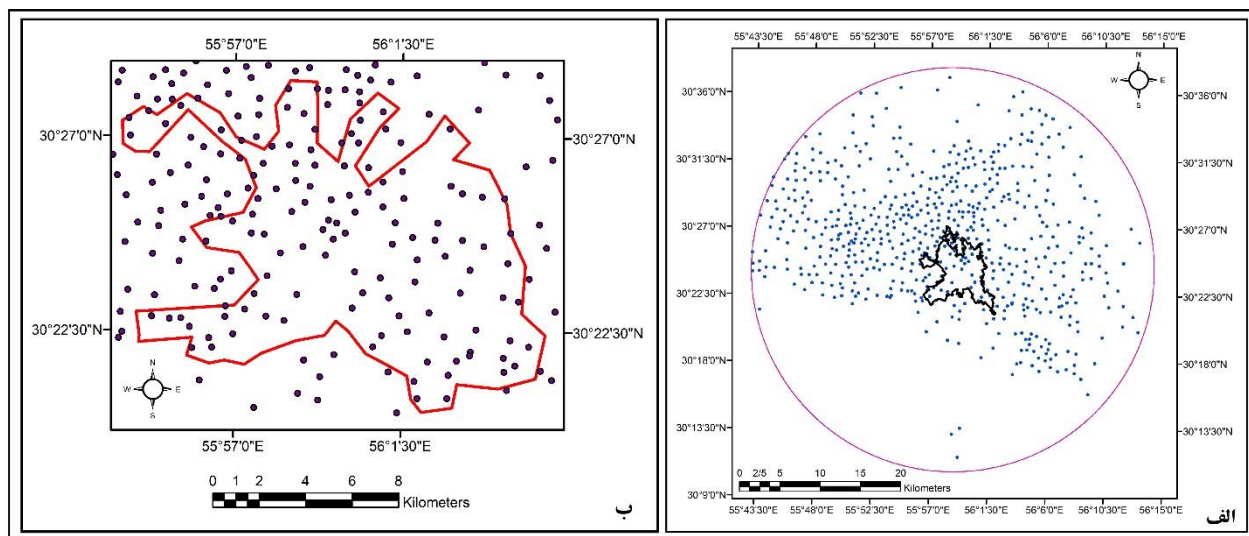 55°57'0"E 56°1'30"E
30°27'0"N 30°27'0"N
30°22'30"N 30°22'30"N
N
W E
S
55°57'0"E 56°1'30"E
0 1 2 4 6 8
Kilometers
ب
55°43'30"E 55°48'0"E 55°52'30"E 55°57'0"E 56°1'30"E 56°6'0"E 56°10'30"E 56°15'0"E
N
W E
S
30°36'0"N 30°36'0"N
30°31'30"N 30°31'30"N
30°27'0"N 30°27'0"N
30°22'30"N 30°22'30"N
30°18'0"N 30°18'0"N
30°13'30"N 30°13'30"N
0 2/5 5 10 15 20
Kilometers
30°9'0"N
55°43'30"E 55°48'0"E 55°52'30"E 55°57'0"E 56°1'30"E 56°6'0"E 56°10'30"E 56°15'0"E
الف